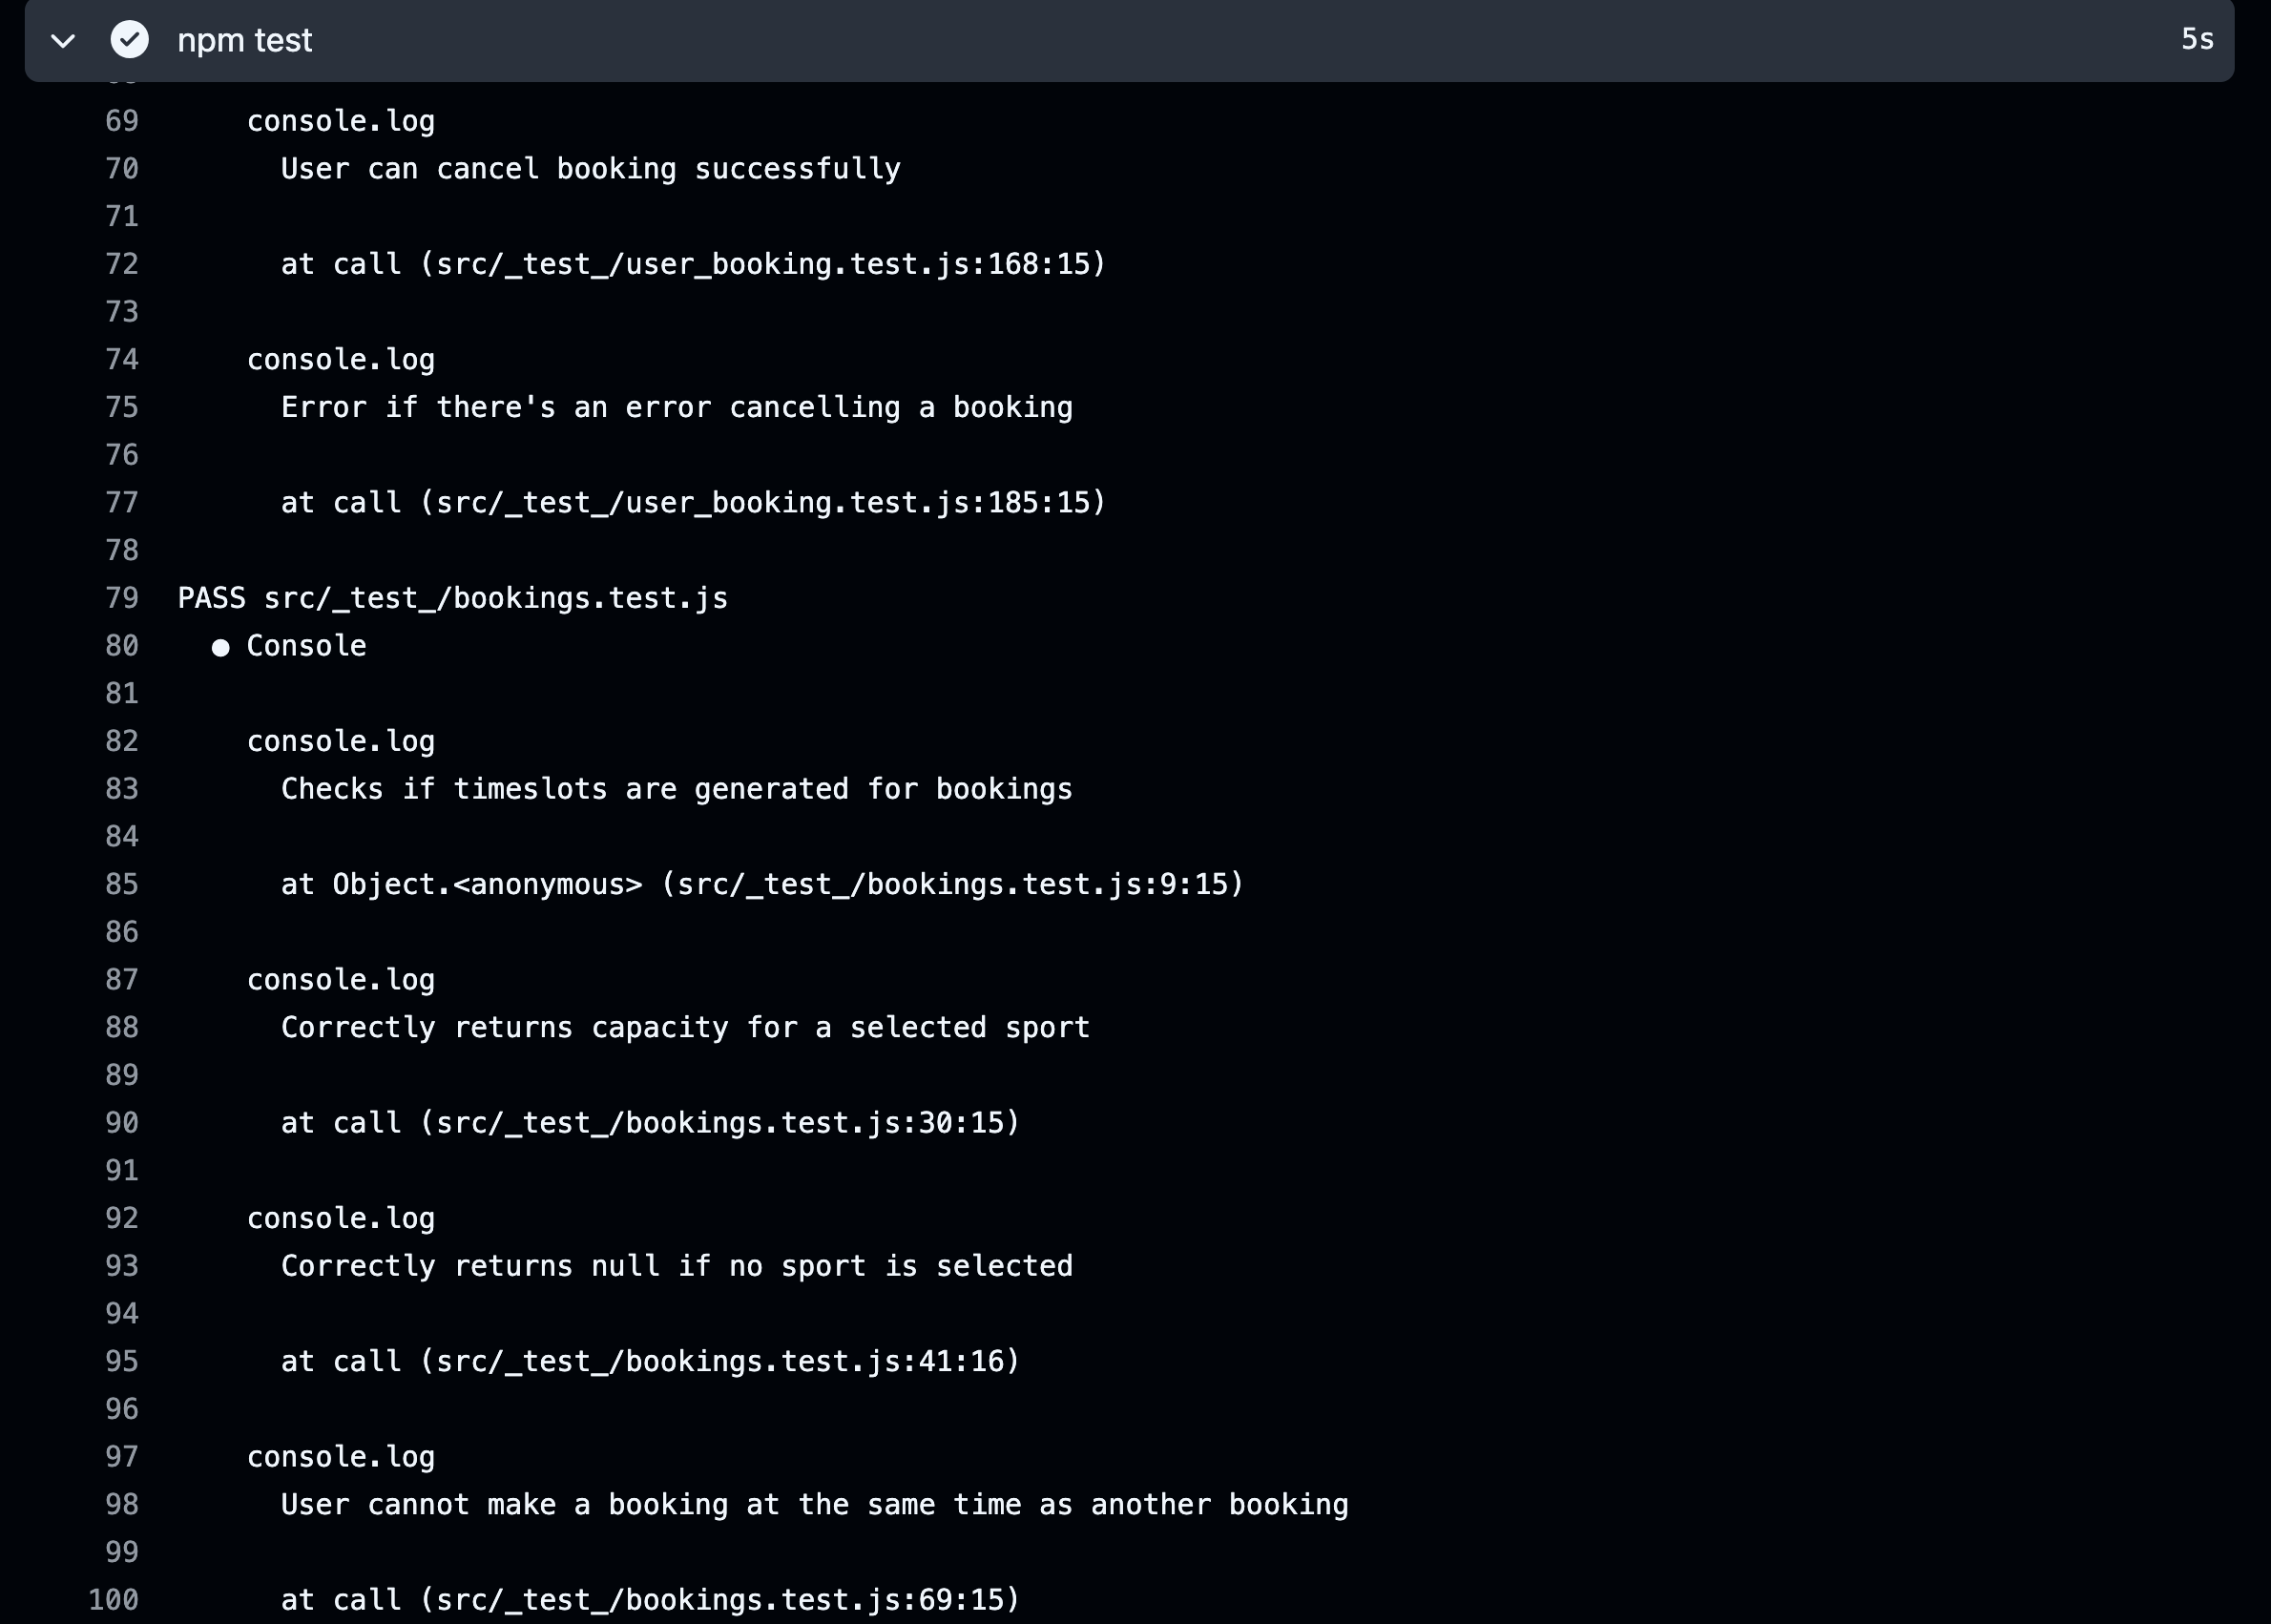 npm test 5s
69 console.log
70 User can cancel booking successfully
71
72 at call (src/_test_/user_booking.test.js:168:15)
73
74 console.log
75 Error if there's an error cancelling a booking
76
77 at call (src/_test_/user_booking.test.js:185:15)
78
79 PASS src/_test_/bookings.test.js
80 ● Console
81
82 console.log
83 Checks if timeslots are generated for bookings
84
85 at Object.<anonymous> (src/_test_/bookings.test.js:9:15)
86
87 console.log
88 Correctly returns capacity for a selected sport
89
90 at call (src/_test_/bookings.test.js:30:15)
91
92 console.log
93 Correctly returns null if no sport is selected
94
95 at call (src/_test_/bookings.test.js:41:16)
96
97 console.log
98 User cannot make a booking at the same time as another booking
99
100 at call (src/_test_/bookings.test.js:69:15)